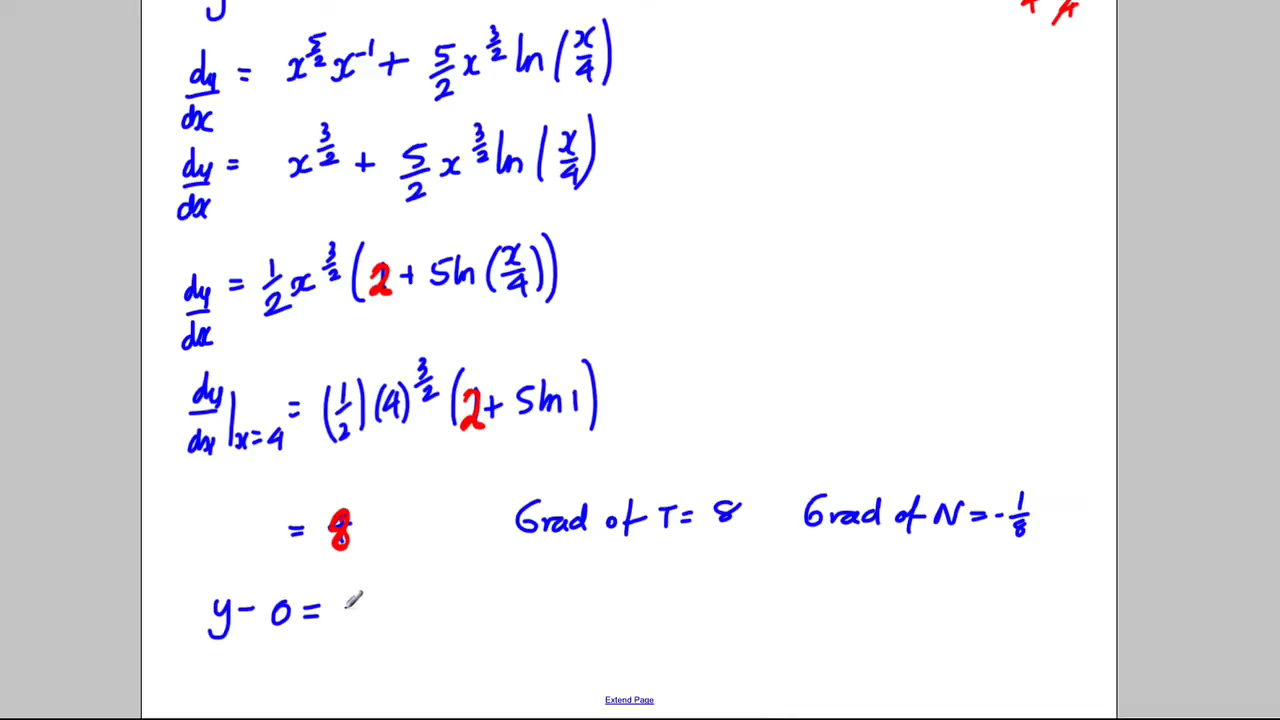 dy/dx = x^(5/2) x^(-1) + 5/2 x^(3/2) ln(x/4)
dy/dx = x^(3/2) + 5/2 x^(3/2) ln(x/4)
dy/dx = 1/2 x^(3/2) (2 + 5ln(x/4))
dy/dx|x=4 = (1/2)(4)^(3/2) (2 + 5ln1)
= 8 Grad of T = 8 Grad of N = -1/8
y - 0 =
Extend Page